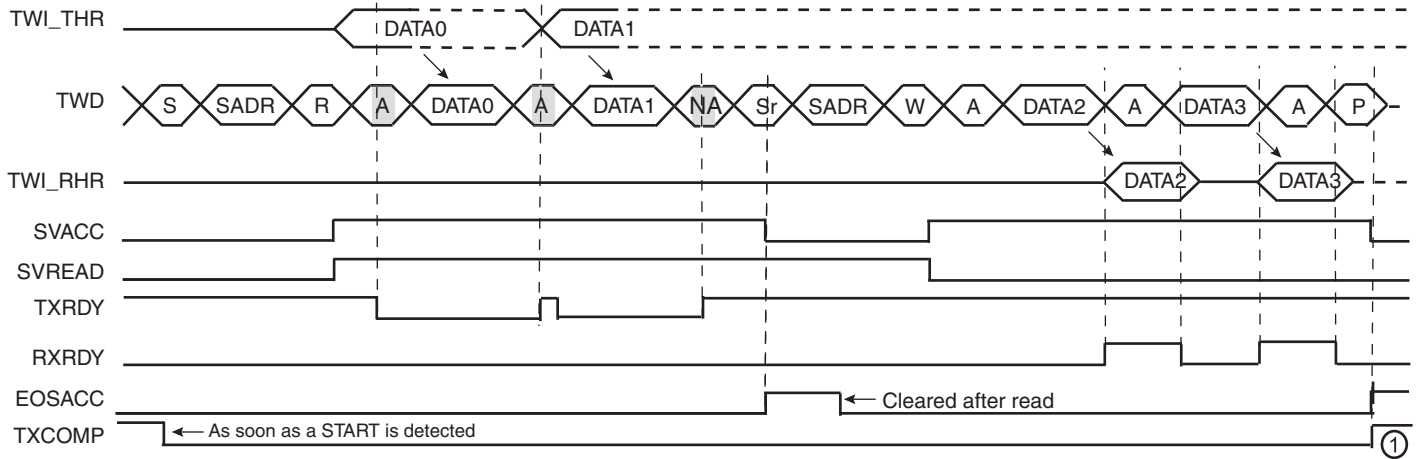 TWI_THR DATA0 DATA1
TWD S SADR R A DATA0 A DATA1 NA Sr SADR W A DATA2 A DATA3 A P
TWI_RHR DATA2 DATA3
SVACC
SVREAD
TXRDY
RXRDY
EOSACC Cleared after read
TXCOMP As soon as a START is detected 1